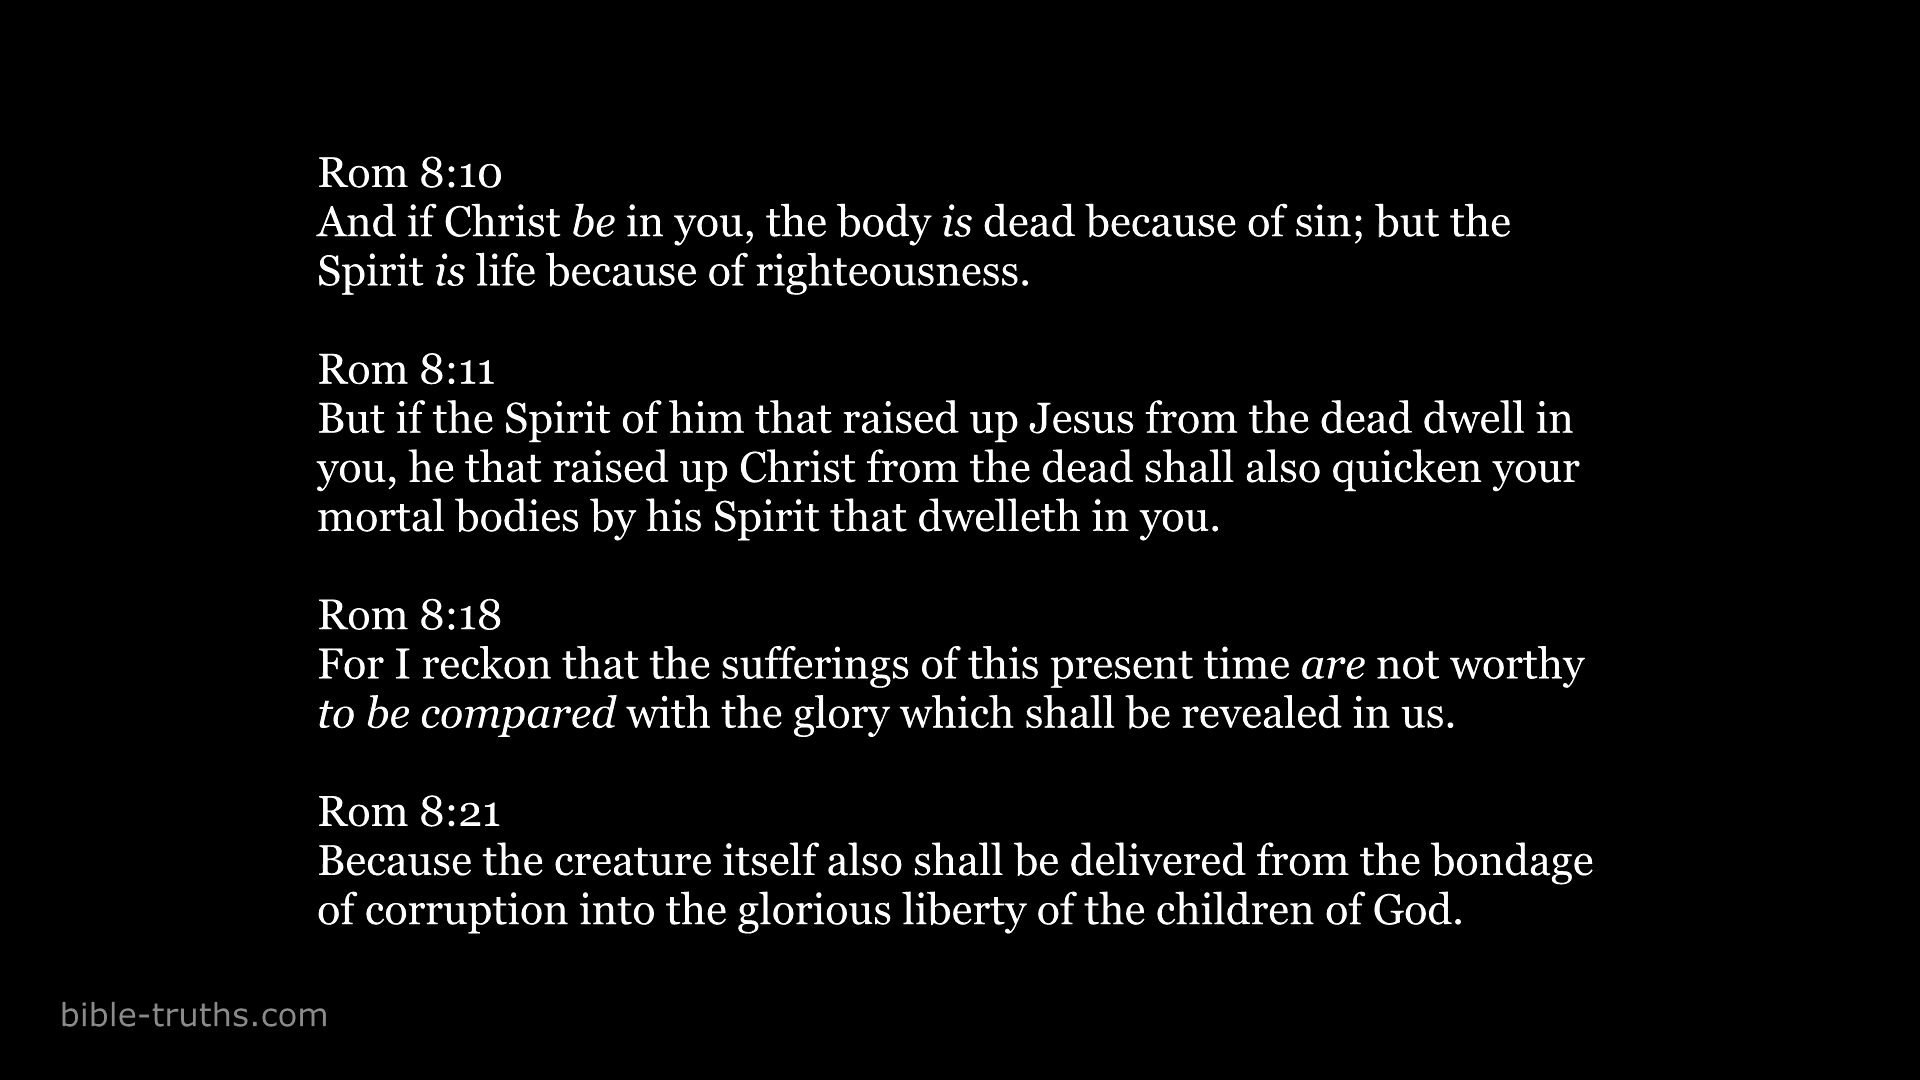 Rom 8:10
And if Christ be in you, the body is dead because of sin; but the
Spirit is life because of righteousness.
Rom 8:11
But if the Spirit of him that raised up Jesus from the dead dwell in
you, he that raised up Christ from the dead shall also quicken your
mortal bodies by his Spirit that dwelleth in you.
Rom 8:18
For I reckon that the sufferings of this present time are not worthy
to be compared with the glory which shall be revealed in us.
Rom 8:21
Because the creature itself also shall be delivered from the bondage
of corruption into the glorious liberty of the children of God.
bible-truths.com